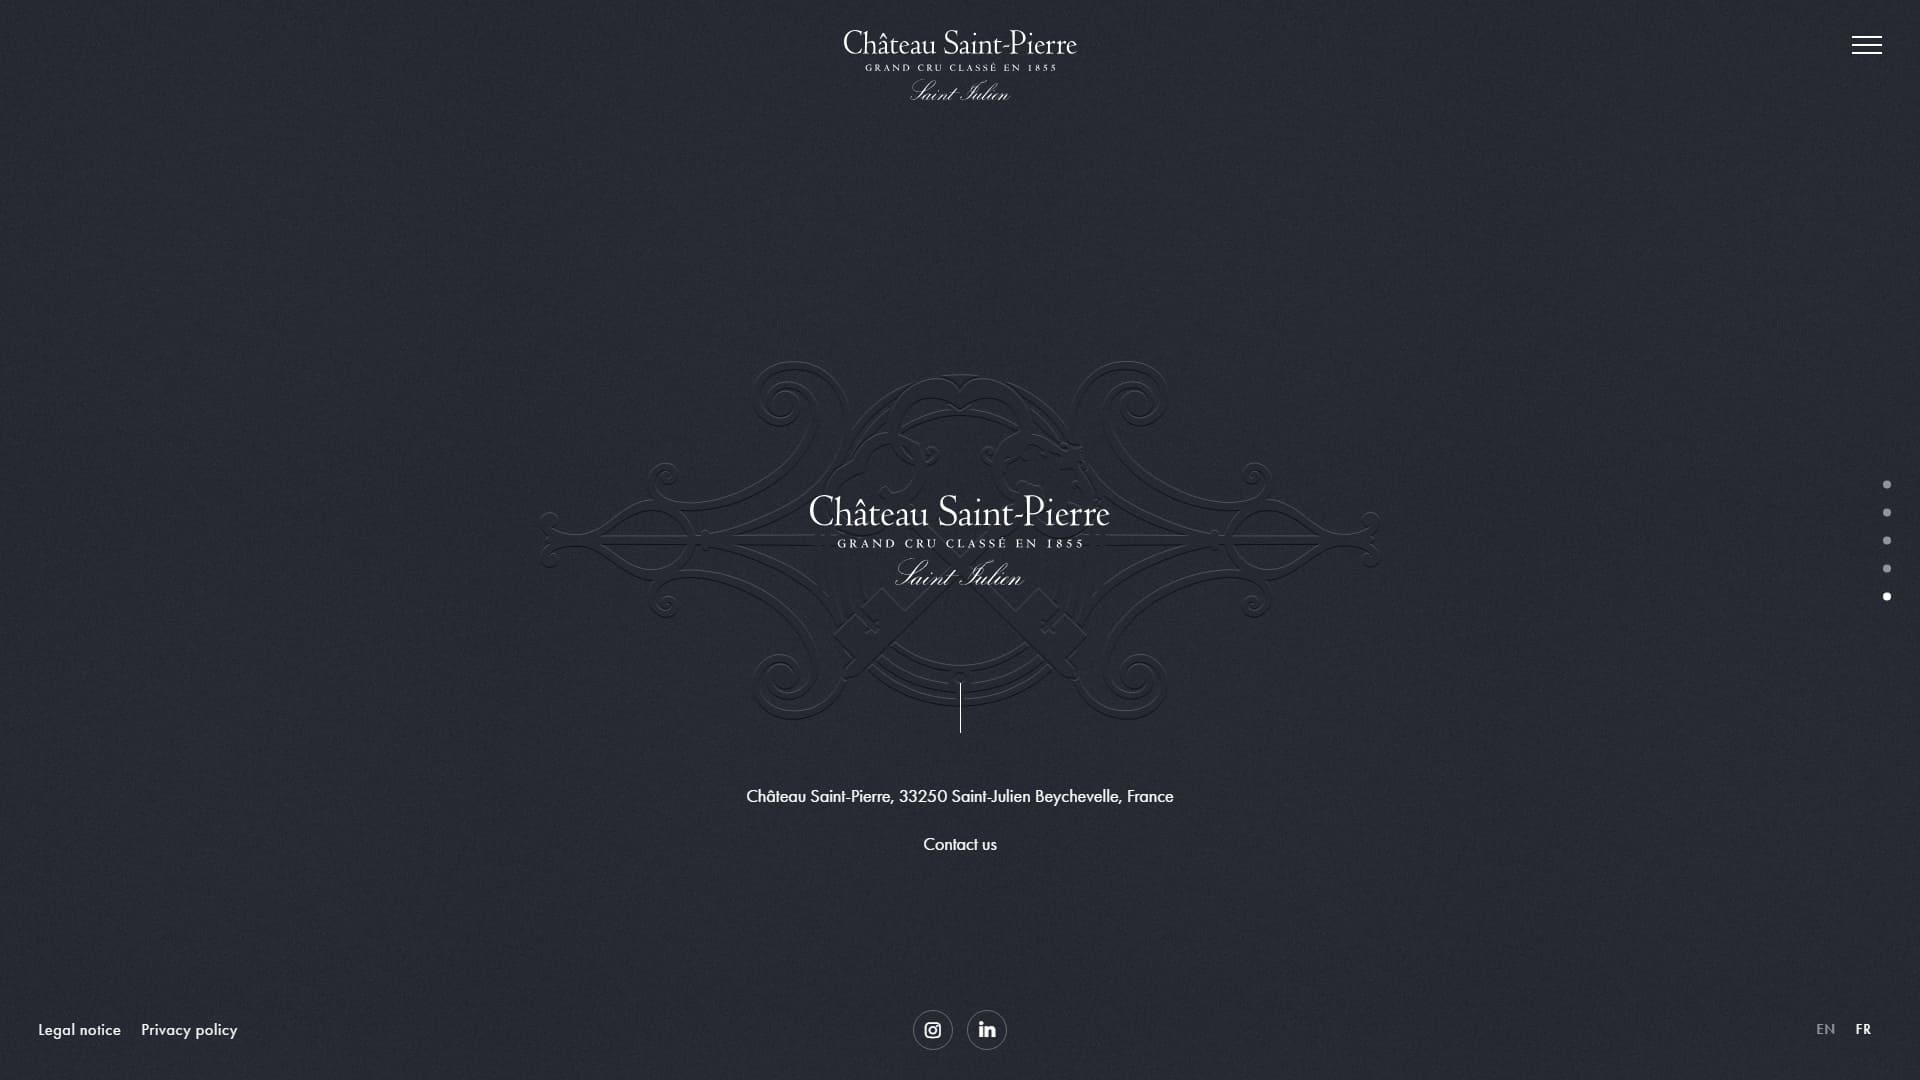 Château Saint-Pierre
GRAND CRU CLASSÉ EN 1855
Saint Julien
Château Saint-Pierre
GRAND CRU CLASSÉ EN 1855
Saint Julien
Château Saint-Pierre, 33250 Saint-Julien Beychevelle, France
Contact us
Legal notice Privacy policy
in
EN FR